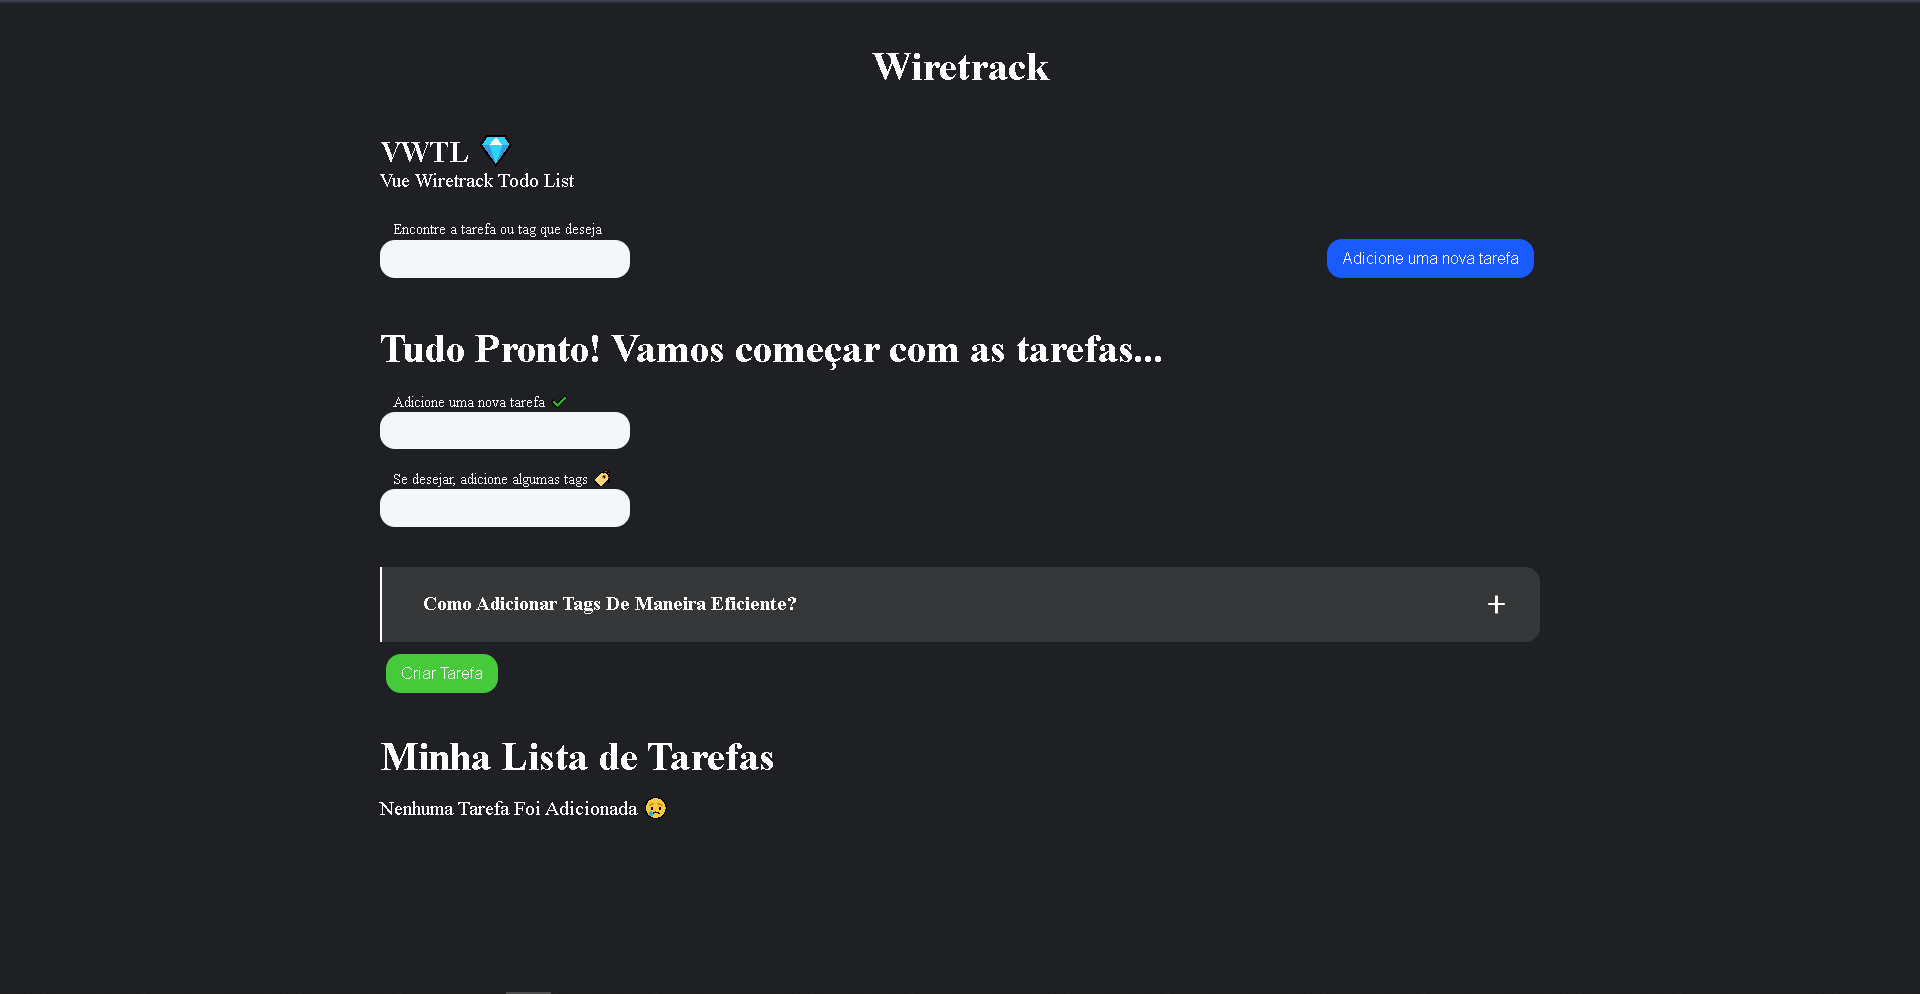 Wiretrack
VWTL 💎
Vue Wiretrack Todo List
Encontre a tarefa ou tag que deseja
Adicione uma nova tarefa
Tudo Pronto! Vamos começar com as tarefas...
Adicione uma nova tarefa ✔
Se desejar, adicione algumas tags 🏷
Como Adicionar Tags De Maneira Eficiente?
+
Criar Tarefa
Minha Lista de Tarefas
Nenhuma Tarefa Foi Adicionada 😥